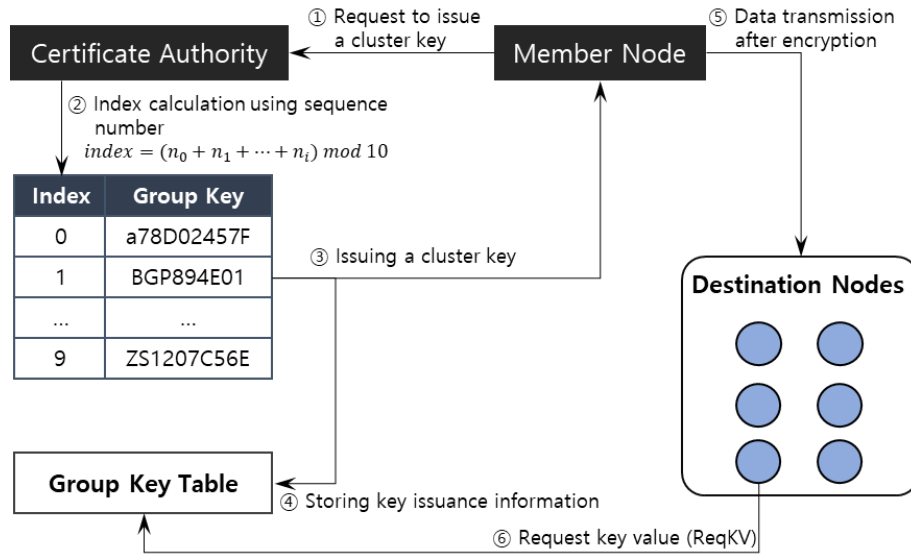 ① Request to issue
a cluster key
⑤ Data transmission
after encryption
Certificate Authority
Member Node
② Index calculation using sequence
number
index = (n₀ + n₁ + ⋯ + nᵢ) mod 10
Index Group Key
0 a78D02457F
1 BGP894E01
... ...
9 ZS1207C56E
③ Issuing a cluster key
Destination Nodes
Group Key Table
④ Storing key issuance information
⑥ Request key value (ReqKV)